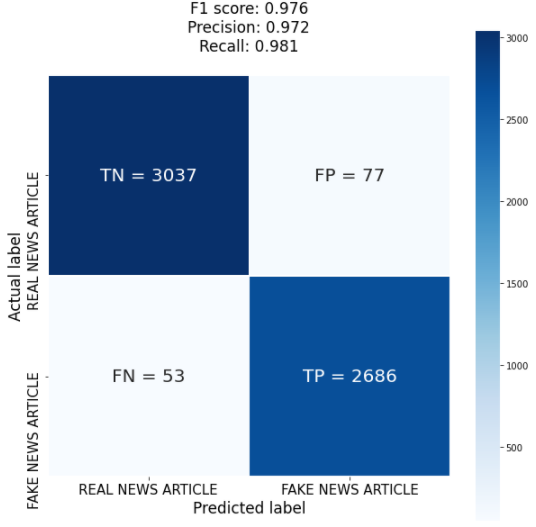 F1 score: 0.976
Precision: 0.972
Recall: 0.981
TN = 3037
FP = 77
FN = 53
TP = 2686
Actual label
REAL NEWS ARTICLE
FAKE NEWS ARTICLE
REAL NEWS ARTICLE
FAKE NEWS ARTICLE
Predicted label
3000
2500
2000
1500
1000
500